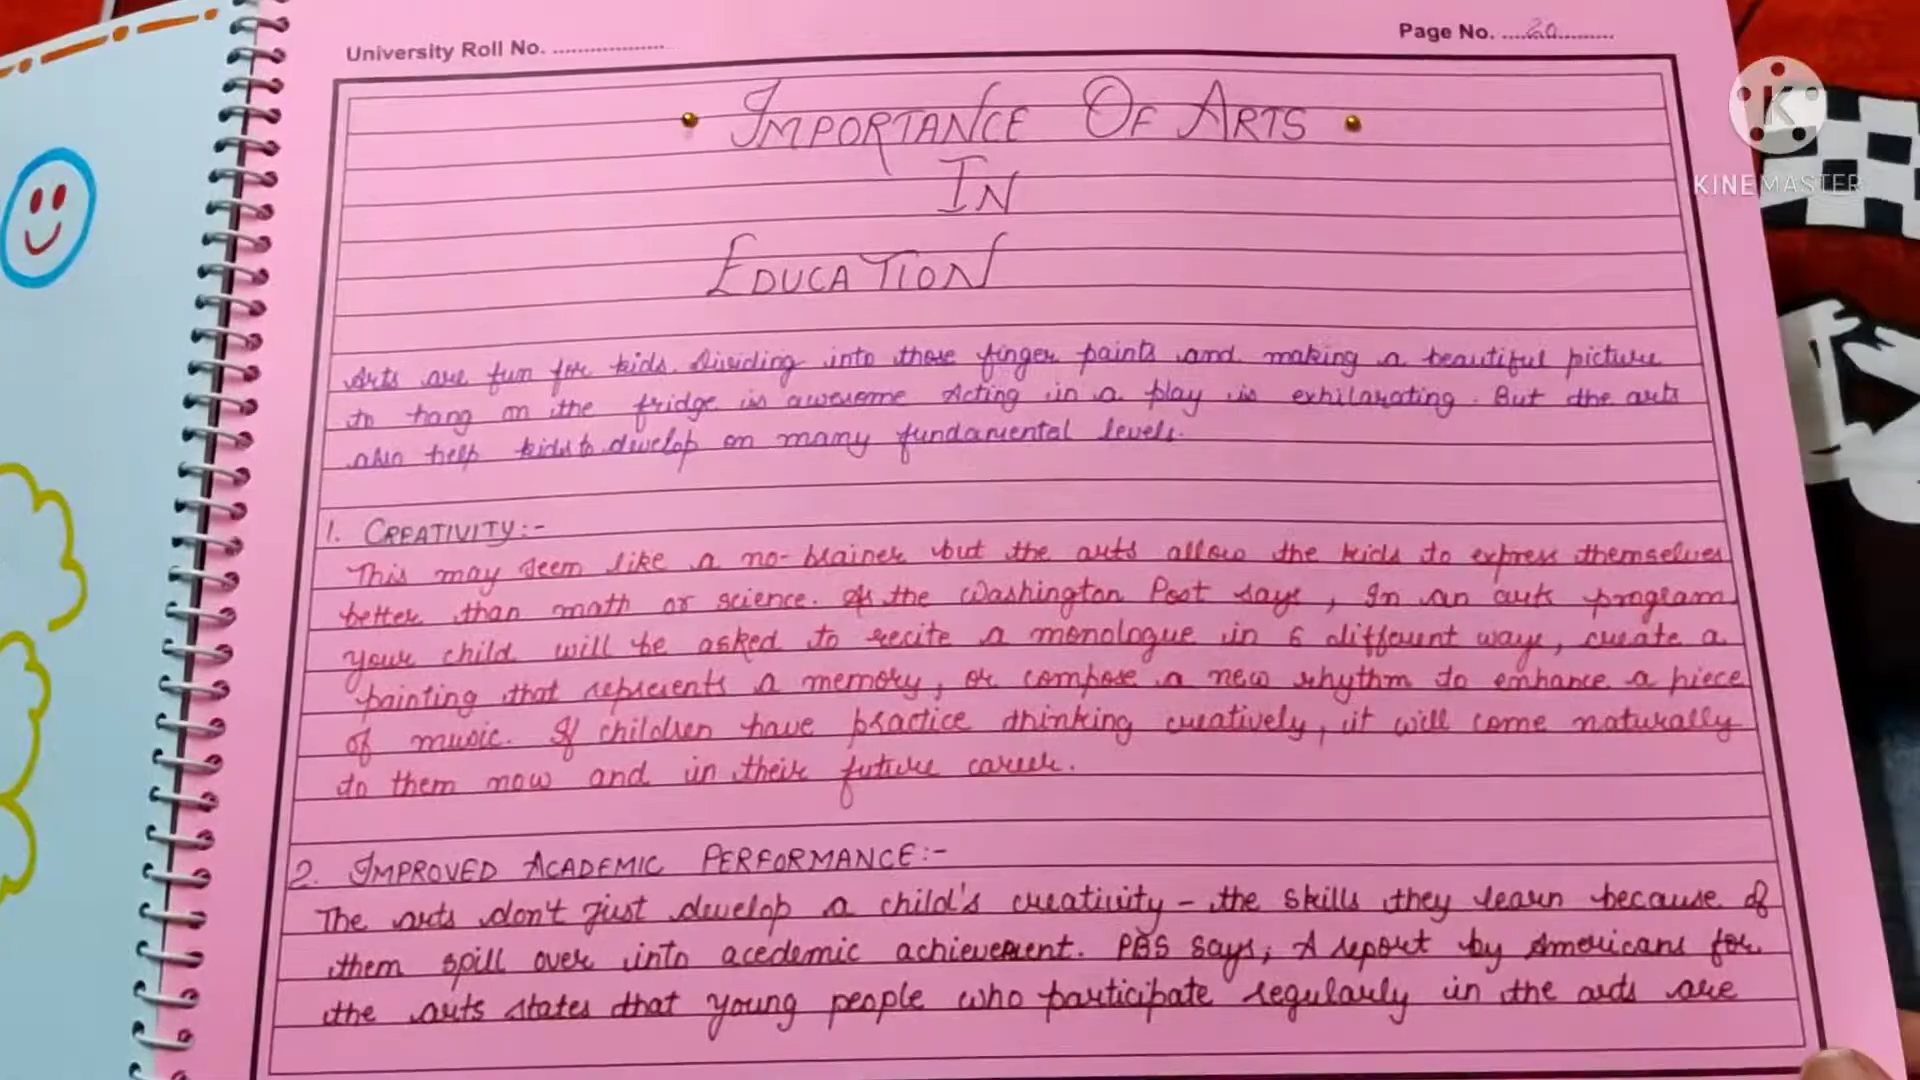 University Roll No. ....................
Page No. .....20..........
IMPORTANCE OF ARTS
IN
EDUCATION
Arts are fun for kids. Dividing into those finger paints and making a beautiful picture
to hang on the fridge is awesome Acting in a play is exhilarating. But the arts
also help kids to develop on many fundamental levels.
1. CREATIVITY:-
This may seem like a no-brainer but the arts allow the kids to express themselves
better than math or science. As the Washington Post says, In an arts program
your child will be asked to recite a monologue in 6 different ways, create a
painting that represents a memory, or compose a new rhythm to enhance a piece
of music. If children have practice thinking creatively, it will come naturally
to them now and in their future career.
2. IMPROVED ACADEMIC PERFORMANCE:-
The arts don't just develop a child's creativity - the skills they learn because of
them spill over into acedemic achievement. PBS says, A report by Americans for
the arts states that young people who participate regularly in the arts are
K
KINEMASTER